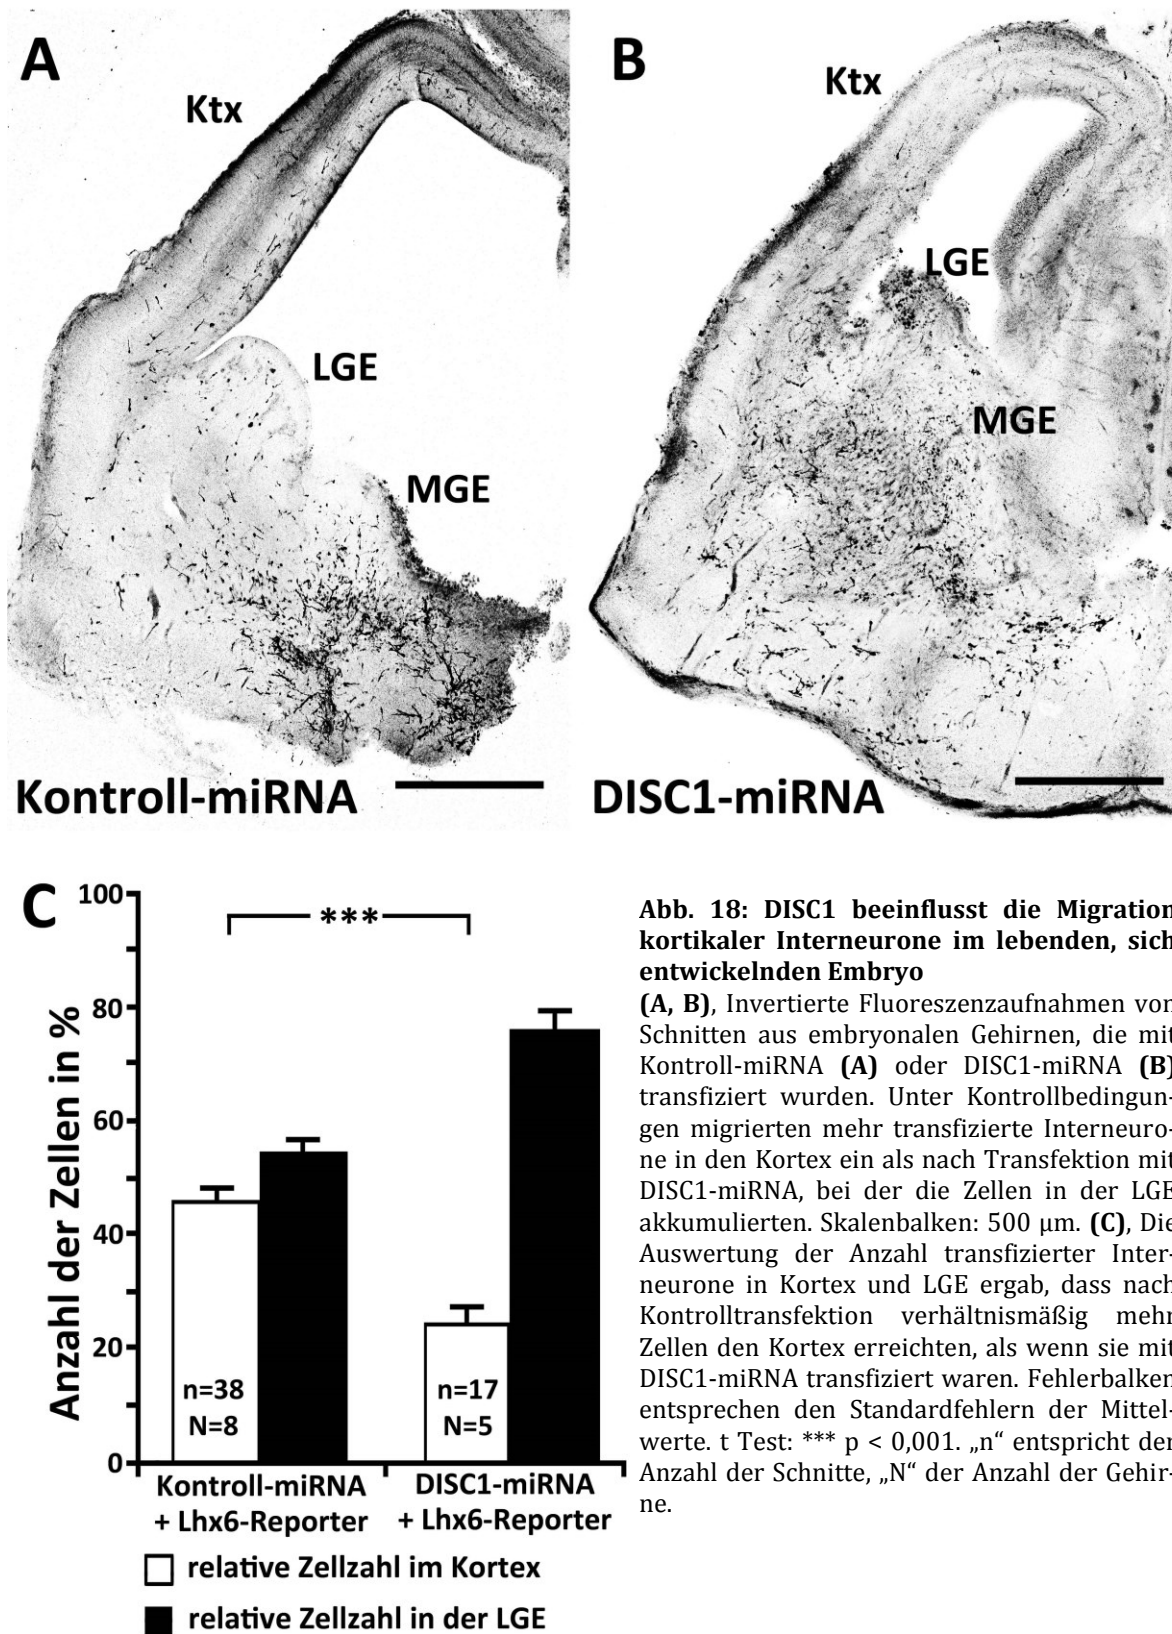 A
Ktx
LGE
MGE
Kontroll-miRNA
B
Ktx
LGE
MGE
DISC1-miRNA
C
Anzahl der Zellen in %
100
80
60
40
20
0
***
n=38
N=8
n=17
N=5
Kontroll-miRNA
+ Lhx6-Reporter
DISC1-miRNA
+ Lhx6-Reporter
relative Zellzahl im Kortex
relative Zellzahl in der LGE
Abb. 18: DISC1 beeinflusst die Migration
kortikaler Interneurone im lebenden, sich
entwickelnden Embryo
(A, B), Invertierte Fluoreszenzaufnahmen von
Schnitten aus embryonalen Gehirnen, die mit
Kontroll-miRNA (A) oder DISC1-miRNA (B)
transfiziert wurden. Unter Kontrollbedingun-
gen migrierten mehr transfizierte Interneuro-
ne in den Kortex ein als nach Transfektion mit
DISC1-miRNA, bei der die Zellen in der LGE
akkumulierten. Skalenbalken: 500 µm. (C), Die
Auswertung der Anzahl transfizierter Inter-
neurone in Kortex und LGE ergab, dass nach
Kontrolltransfektion verhältnismäßig mehr
Zellen den Kortex erreichten, als wenn sie mit
DISC1-miRNA transfiziert waren. Fehlerbalken
entsprechen den Standardfehlern der Mittel-
werte. t Test: *** p < 0,001. „n“ entspricht der
Anzahl der Schnitte, „N“ der Anzahl der Gehir-
ne.